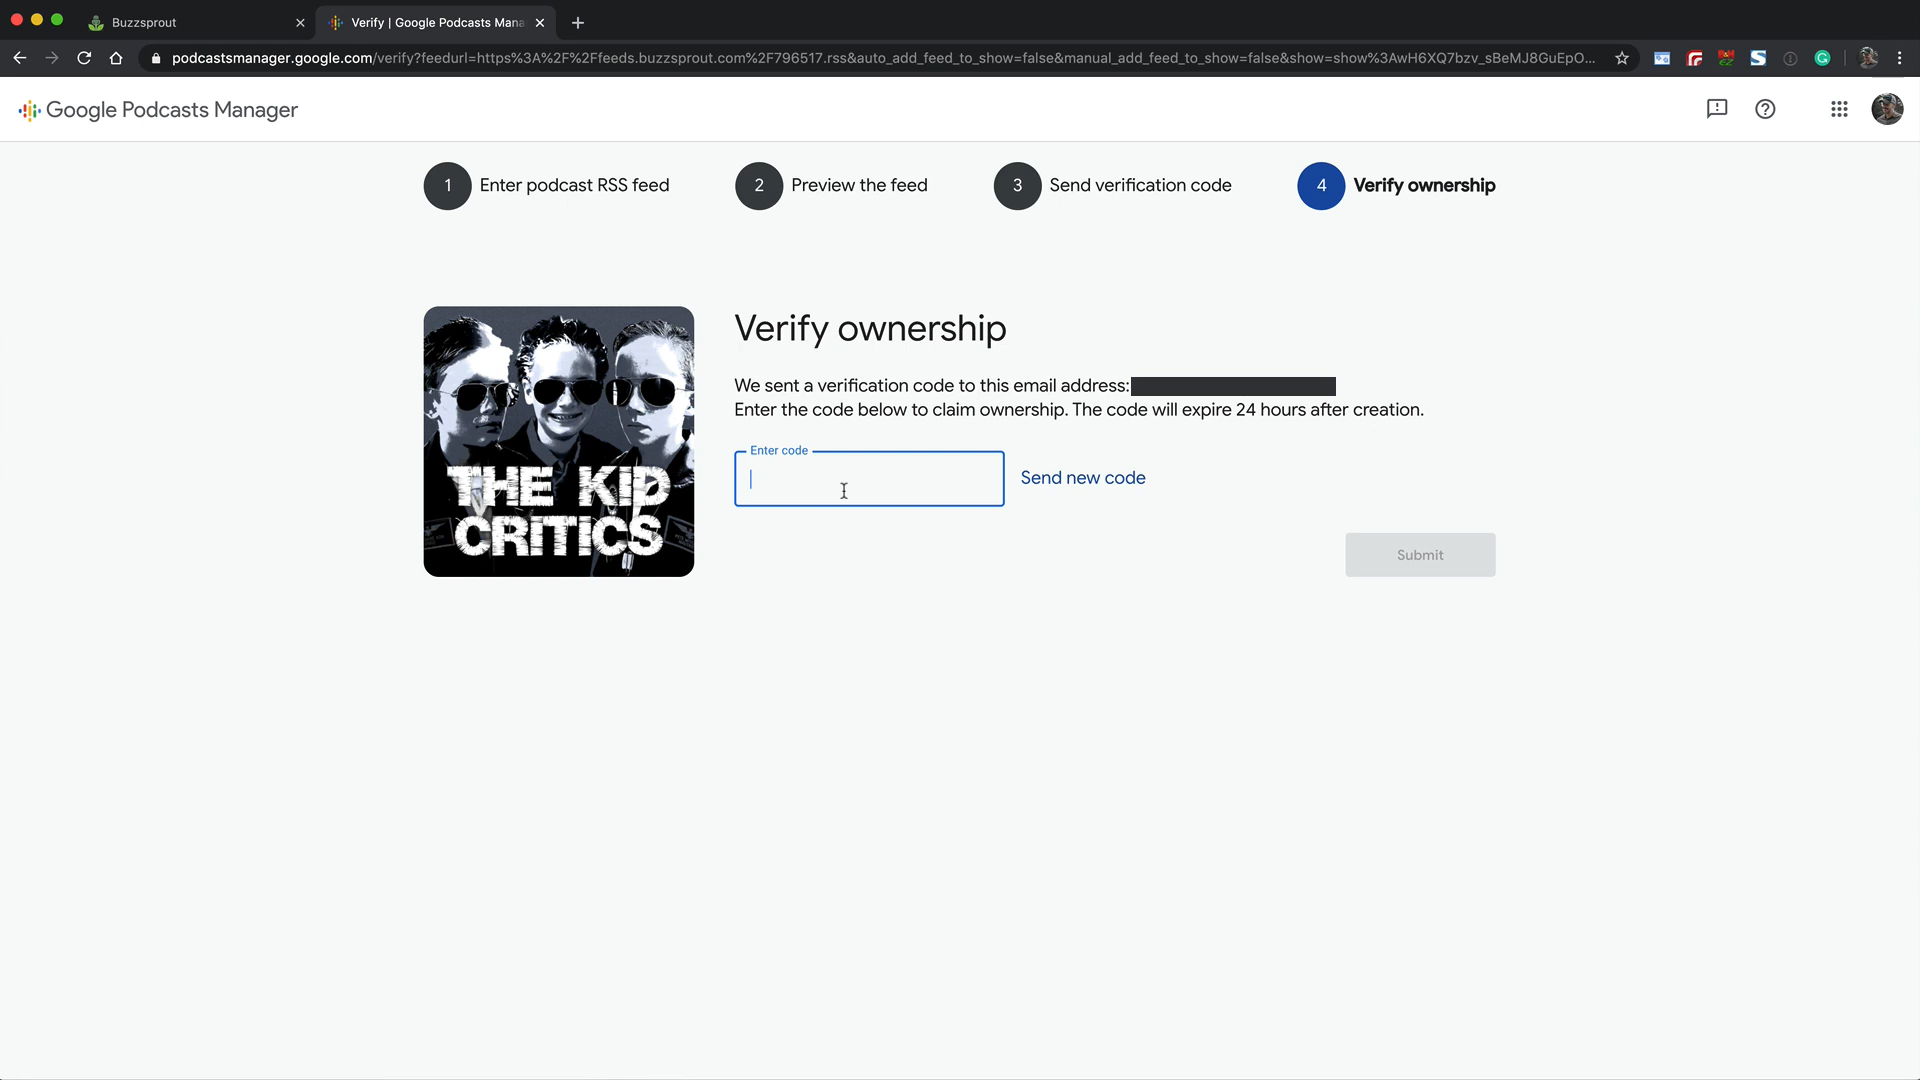 Buzzsprout
Verify | Google Podcasts Mana
podcastsmanager.google.com/verify?feedurl=https%3A%2F%2Ffeeds.buzzsprout.com%2F796517.rss&auto_add_feed_to_show=false&manual_add_feed_to_show=false&show=show%3AwH6XQ7bzv_sBeMJ8GuEpO...
Google Podcasts Manager
1 Enter podcast RSS feed
2 Preview the feed
3 Send verification code
4 Verify ownership
Verify ownership
We sent a verification code to this email address:
Enter the code below to claim ownership. The code will expire 24 hours after creation.
Enter code
Send new code
Submit
THE KID
CRITICS